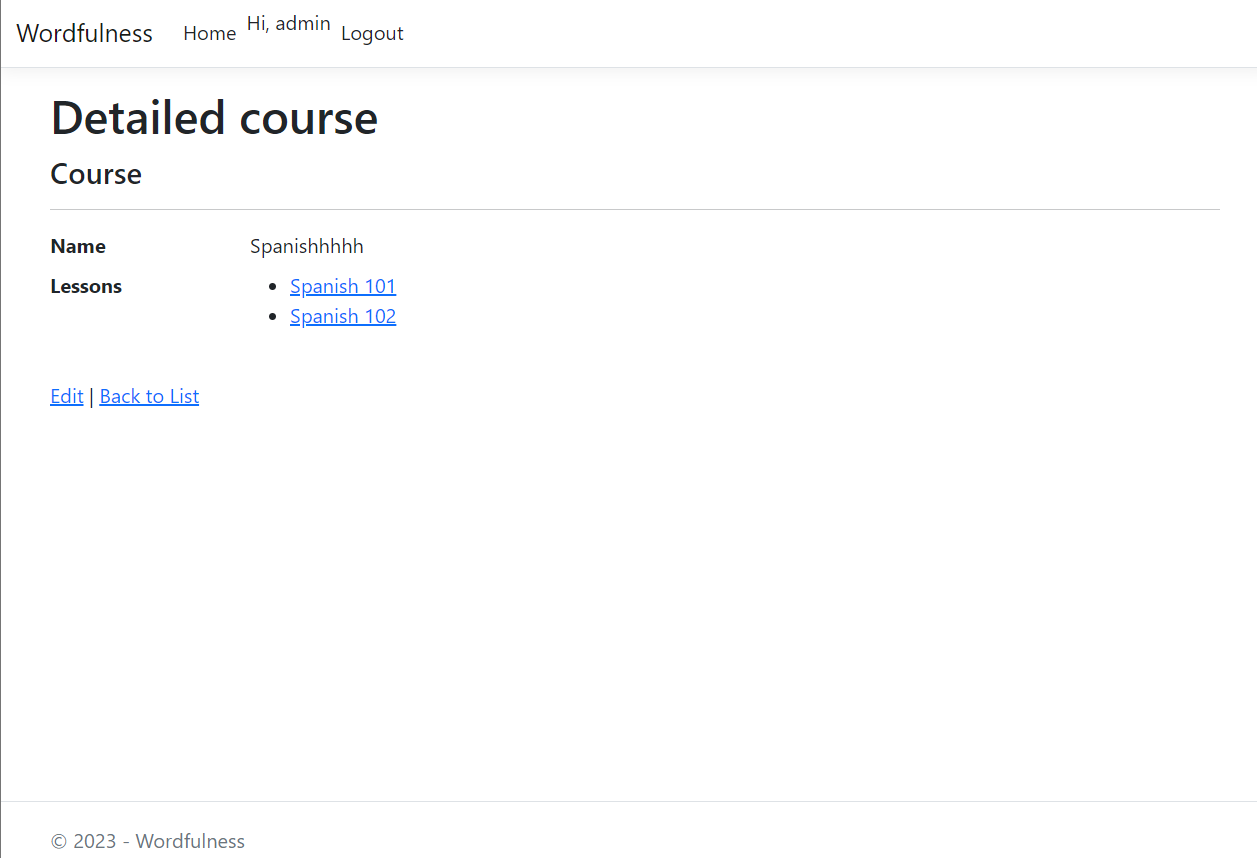 Wordfulness Home Hi, admin Logout
Detailed course
Course
Name Spanishhhhh
Lessons Spanish 101
Spanish 102
Edit | Back to List
© 2023 - Wordfulness